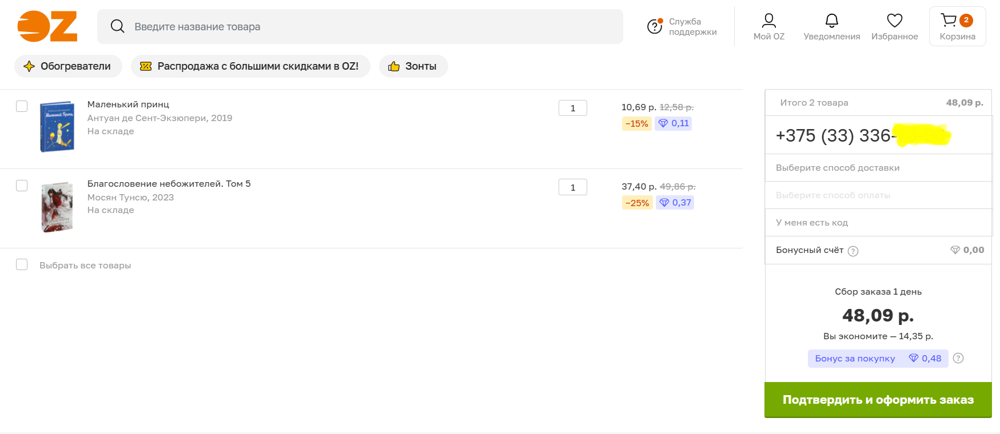 OZ
Введите название товара
Служба
поддержки
Мой OZ
Уведомления
Избранное
2
Корзина
Обогреватели
Распродажа с большими скидками в OZ!
Зонты
Маленький принц
Антуан де Сент-Экзюпери, 2019
На складе
1
10,69 р. 12,58 р.
–15% 0,11
Благословение небожителей. Том 5
Мосян Тунсю, 2023
На складе
1
37,40 р. 49,86 р.
–25% 0,37
Выбрать все товары
Итого 2 товара 48,09 р.
+375 (33) 336-
Выберите способ доставки
Выберите способ оплаты
У меня есть код
Бонусный счёт ? 0,00
Сбор заказа 1 день
48,09 р.
Вы экономите — 14,35 р.
Бонус за покупку 0,48 ?
Подтвердить и оформить заказ